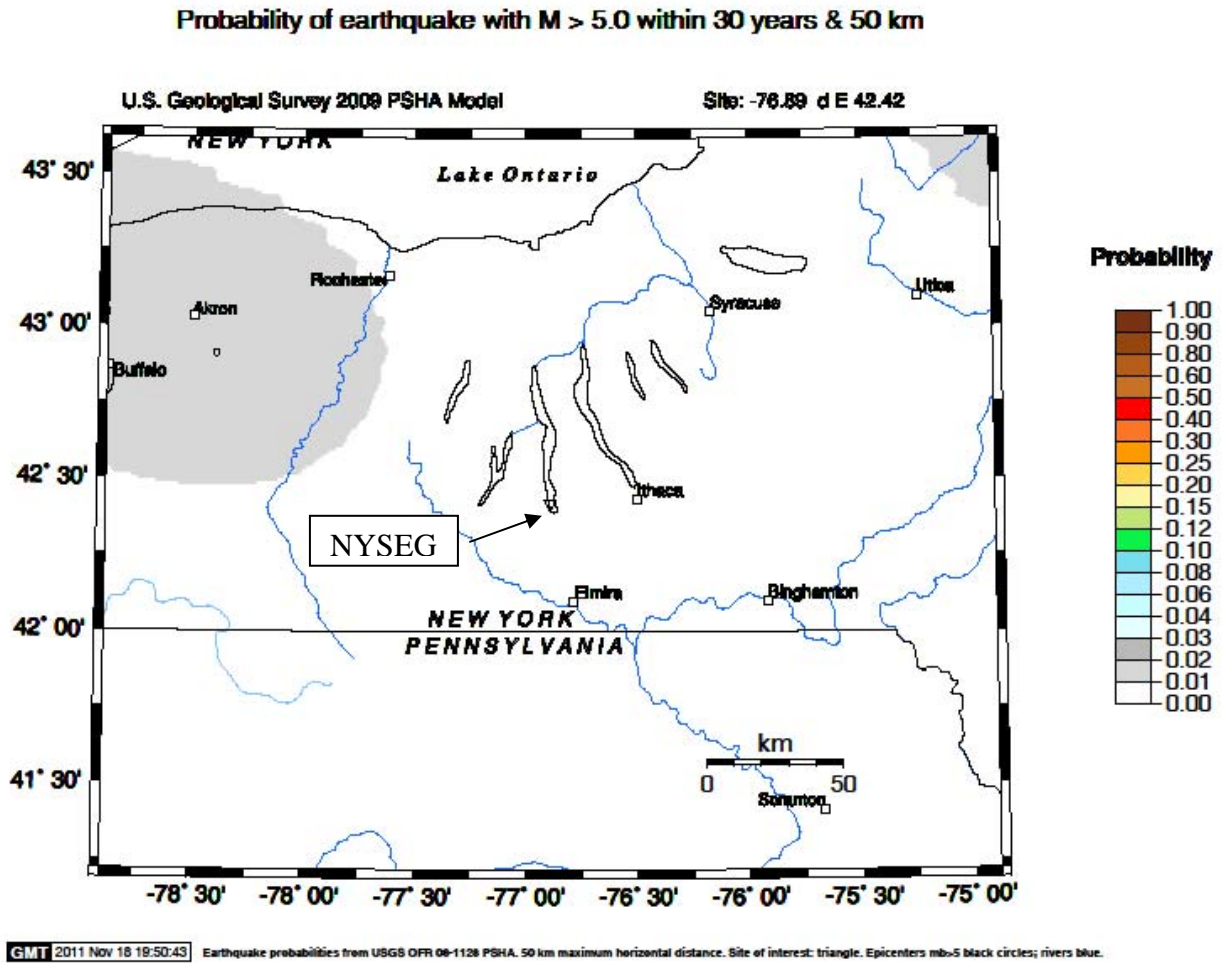 Probability of earthquake with M > 5.0 within 30 years & 50 km
U.S. Geological Survey 2009 PSHA Model
Site: -76.89 d E 42.42
NEW YORK
Lake Ontario
43° 30'
43° 00'
42° 30'
42° 00'
41° 30'
Rochester
Akron
Buffalo
Syracuse
Utica
Ithaca
NYSEG
Elmira
Binghamton
NEW YORK
PENNSYLVANIA
km
0 50
Scranton
-78° 30' -78° 00' -77° 30' -77° 00' -76° 30' -76° 00' -75° 30' -75° 00'
Probability
1.00
0.90
0.80
0.60
0.50
0.40
0.30
0.25
0.20
0.15
0.12
0.10
0.08
0.06
0.04
0.03
0.02
0.01
0.00
GMT 2011 Nov 18 19:50:43 Earthquake probabilities from USGS OFR 08-1128 PSHA. 50 km maximum horizontal distance. Site of interest: triangle. Epicenters mb>5 black circles; rivers blue.